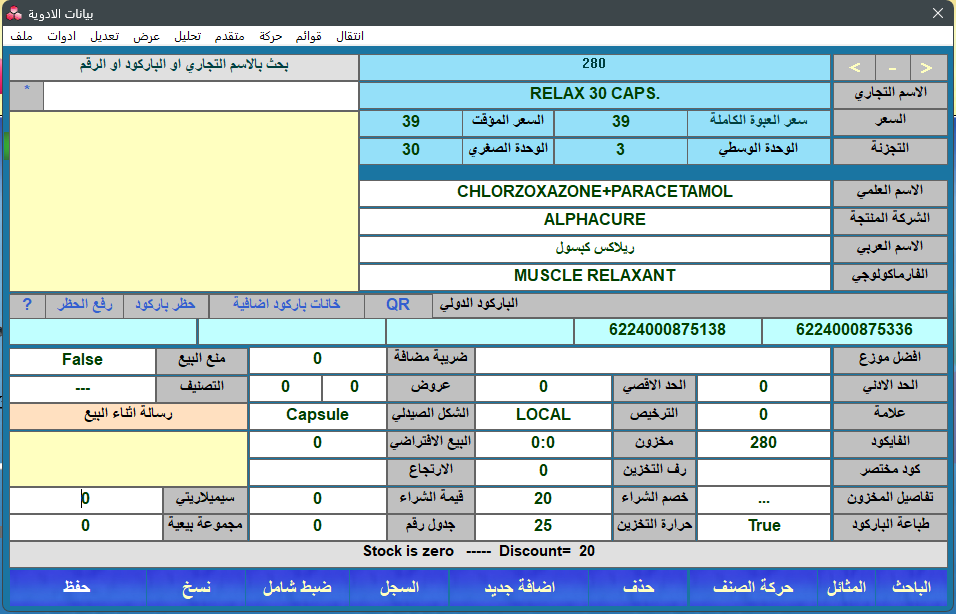 بيانات الادوية
ملف ادوات تعديل عرض تحليل متقدم حركة قوائم انتقال
< - > 280 بحث بالاسم التجاري او الباركود او الرقم
الاسم التجاري RELAX 30 CAPS. *
السعر سعر العبوة الكاملة 39 السعر المؤقت 39
التجزئة الوحدة الوسطي 3 الوحدة الصغري 30
الاسم العلمي CHLORZOXAZONE+PARACETAMOL
الشركة المنتجة ALPHACURE
الاسم العربي ريلاكس كبسول
الفارماكولوجي MUSCLE RELAXANT
الباركود الدولي QR خانات باركود اضافية حظر باركود رفع الحظر ?
6224000875336 6224000875138
افضل موزع ضريبة مضافة 0 منع البيع False
الحد الادني 0 الحد الاقصي 0 عروض 0 0 التصنيف ---
علامة 0 الترخيص LOCAL الشكل الصيدلي Capsule رسالة اثناء البيع
الفايكود 280 مخزون 0:0 البيع الافتراضي 0
كود مختصر رف التخزين 0 الارتجاع
تفاصيل المخزون ... خصم الشراء 20 قيمة الشراء 0 سيميلاريتي 0
طباعة الباركود True حرارة التخزين 25 جدول رقم 0 مجموعة بيعية 0
Stock is zero ----- Discount= 20
الباحث المثائل حركة الصنف حذف اضافة جديد السجل ضبط شامل نسخ حفظ